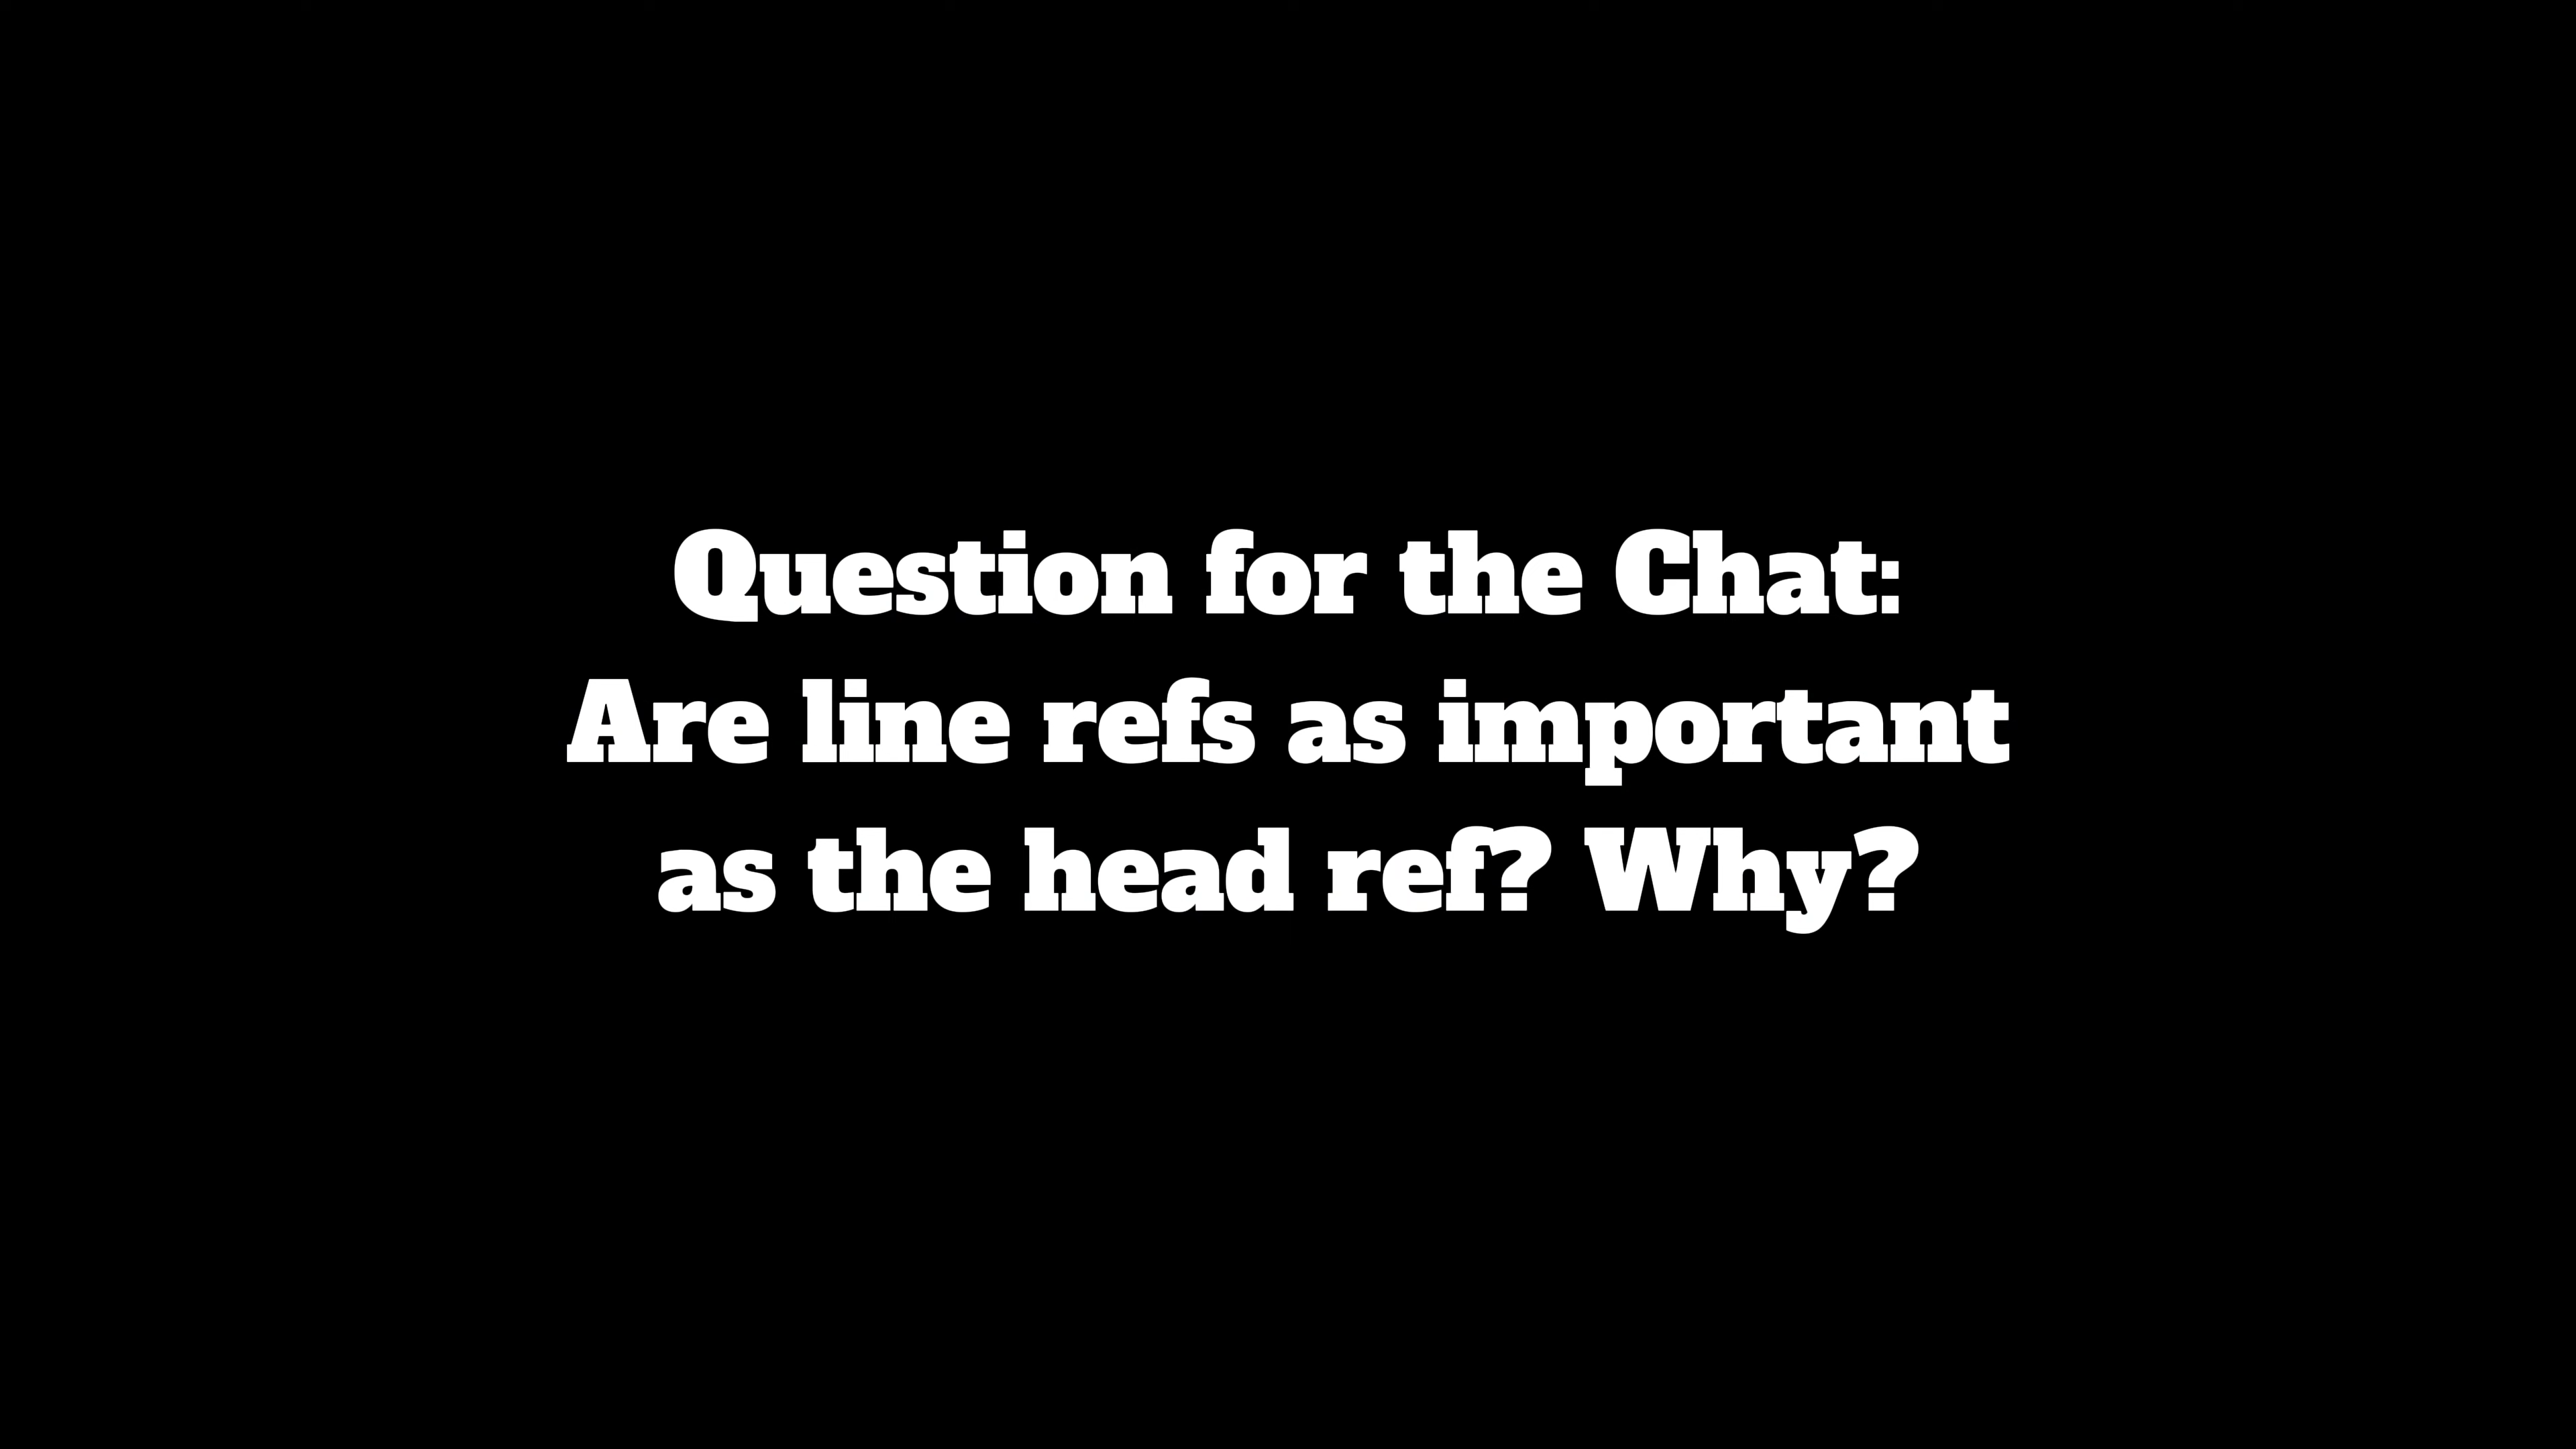 Question for the Chat:
Are line refs as important
as the head ref? Why?